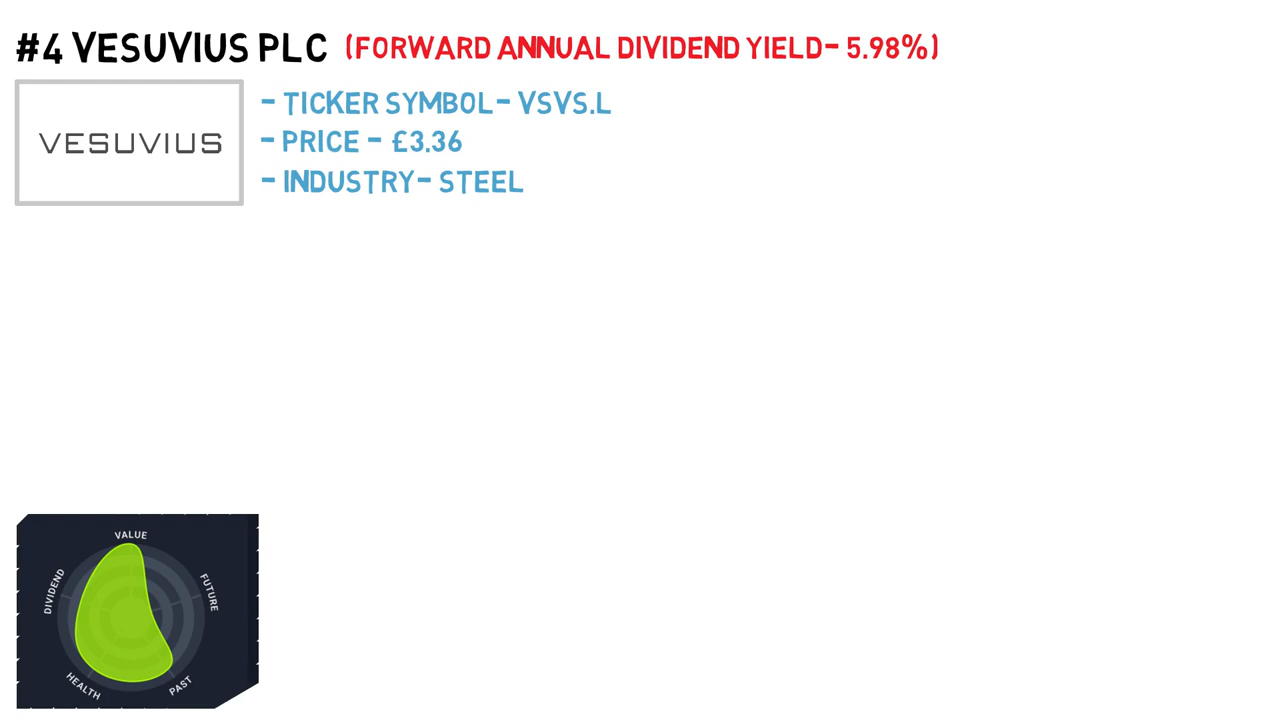 #4 VESUVIUS PLC (FORWARD ANNUAL DIVIDEND YIELD- 5.98%)
VESUVIUS
- TICKER SYMBOL- VSVS.L
- PRICE - £3.36
- INDUSTRY- STEEL
VALUE
DIVIDEND
FUTURE
HEALTH
PAST